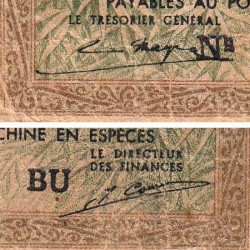 PAYABLES AU PO
LE TRÉSORIER GÉNÉRAL
Nb
CHINE EN ESPÈCES
LE DIRECTEUR
DES FINANCES
BU